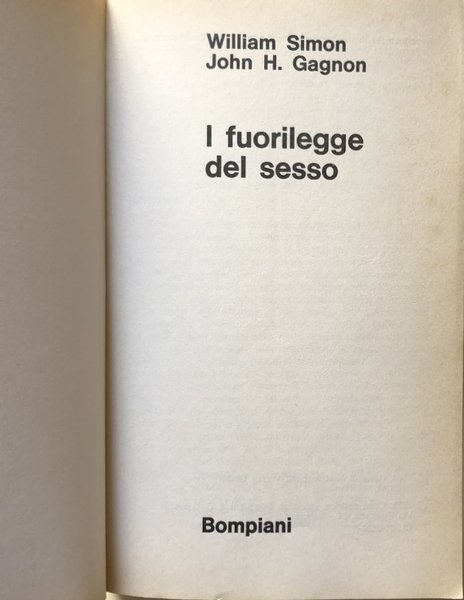 William Simon
John H. Gagnon
I fuorilegge
del sesso
Bompiani